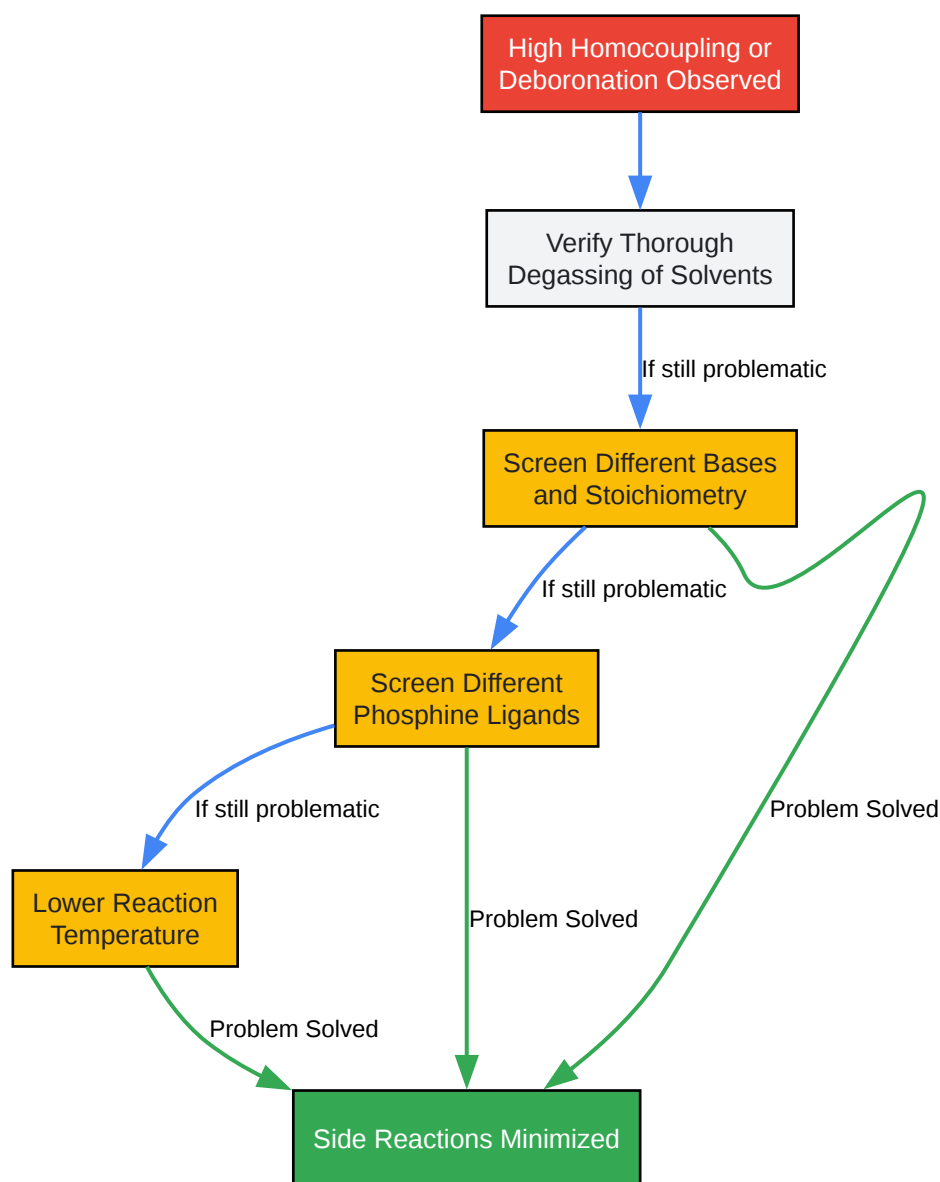 High Homocoupling or
Deboronation Observed
Verify Thorough
Degassing of Solvents
If still problematic
Screen Different Bases
and Stoichiometry
If still problematic
Screen Different
Phosphine Ligands
If still problematic
Problem Solved
Lower Reaction
Temperature
Problem Solved
Problem Solved
Side Reactions Minimized